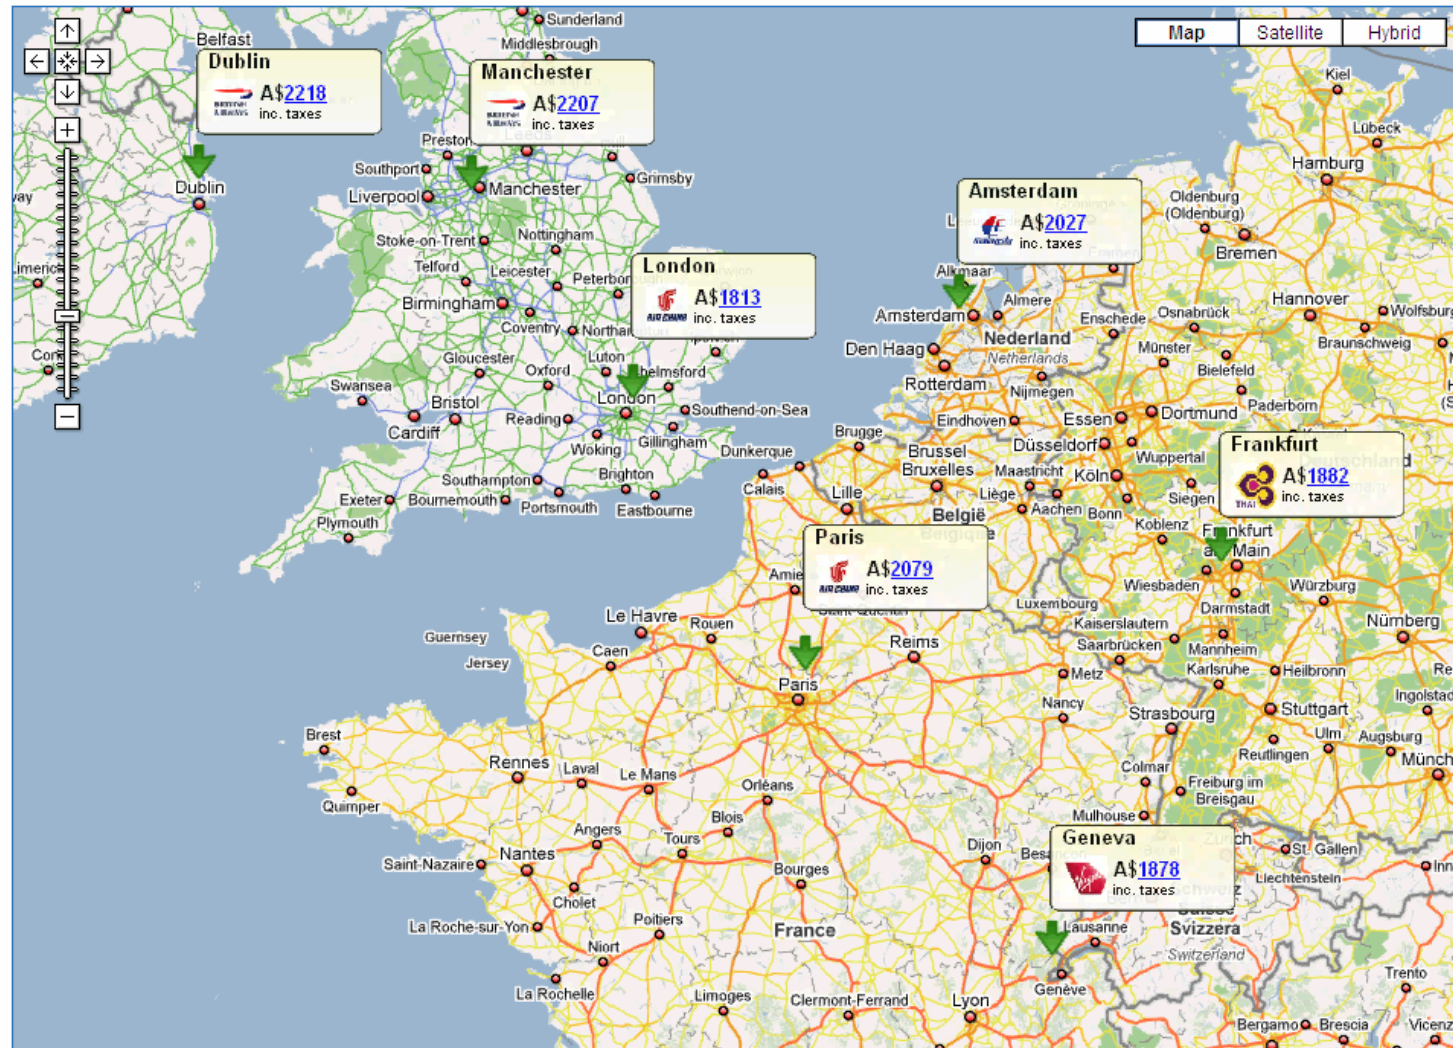 Map
Satellite
Hybrid
Sunderland
Middlesbrough
Belfast
Dublin
A$2218
inc. taxes
Manchester
A$2207
inc. taxes
Preston
Southport
Liverpool
Manchester
Grimsby
Dublin
Stoke-on-Trent
Nottingham
Telford
Leicester
Birmingham
Coventry
London
AIR CHINA
A$1813
inc. taxes
Gloucester
Oxford
Luton
Swansea
Bristol
Cardiff
Reading
London
Southend-on-Sea
Gillingham
Woking
Southampton
Brighton
Exeter
Bournemouth
Portsmouth
Eastbourne
Plymouth
Kiel
Lübeck
Hamburg
Oldenburg
(Oldenburg)
Bremen
Amsterdam
A$2027
inc. taxes
Alkmaar
Almere
Amsterdam
Enschede
Osnabrück
Hannover
Wolfsburg
Braunschweig
Nederland
Netherlands
Den Haag
Rotterdam
Nijmegen
Münster
Bielefeld
Paderborn
Eindhoven
Essen
Dortmund
Düsseldorf
Wuppertal
Köln
Siegen
Bonn
Koblenz
Brugge
Dunkerque
Calais
Lille
Brussel
Bruxelles
Maastricht
Liège
Aachen
België
Frankfurt
THAI
A$1882
inc. taxes
Frankfurt
am Main
Wiesbaden
Würzburg
Darmstadt
Luxembourg
Kaiserslautern
Saarbrücken
Mannheim
Nürnberg
Karlsruhe
Heilbronn
Paris
AIR CHINA
A$2079
inc. taxes
Guernsey
Jersey
Le Havre
Rouen
Caen
Reims
Metz
Paris
Nancy
Strasbourg
Stuttgart
Reutlingen
Ulm
Augsburg
Colmar
Freiburg im
Breisgau
Mulhouse
Brest
Quimper
Rennes
Laval
Le Mans
Orléans
Blois
Angers
Tours
Saint-Nazaire
Nantes
Cholet
Bourges
Dijon
Geneva
A$1878
inc. taxes
St. Gallen
Liechtenstein
Svizzera
Switzerland
Lausanne
Genève
La Roche-sur-Yon
Poitiers
France
Niort
La Rochelle
Limoges
Clermont-Ferrand
Lyon
Trento
Bergamo
Brescia